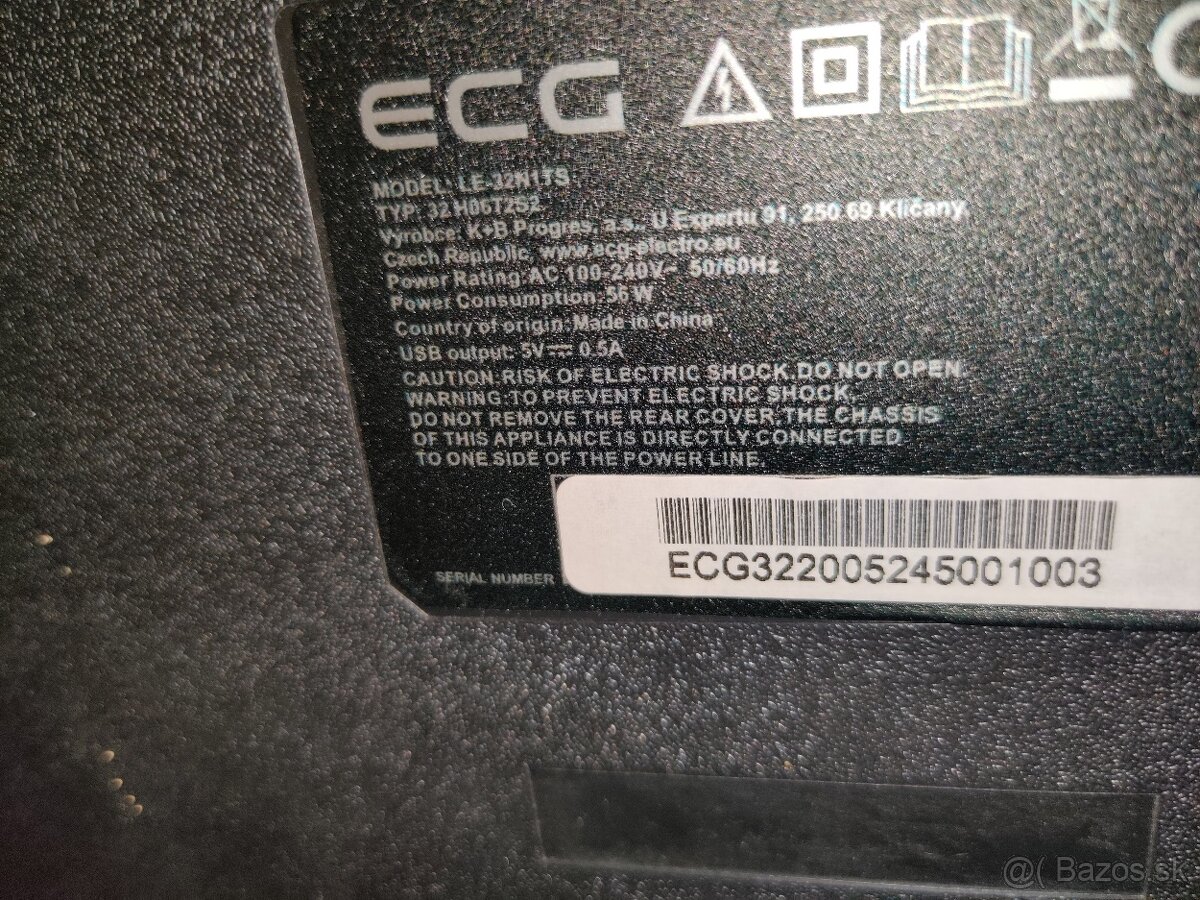 ECG
MODEL: LE-32N1TS
TYP: 32 H06T2S2
Výrobce: K+B Progres, a.s., U Expertu 91, 250 69 Klíčany,
Czech Republic, www.ecg-electro.eu
Power Rating: AC 100-240V~ 50/60Hz
Power Consumption: 56 W
Country of origin: Made in China
USB output: 5V⎓ 0.5A
CAUTION:RISK OF ELECTRIC SHOCK.DO NOT OPEN.
WARNING:TO PREVENT ELECTRIC SHOCK,
DO NOT REMOVE THE REAR COVER,THE CHASSIS
OF THIS APPLIANCE IS DIRECTLY CONNECTED
TO ONE SIDE OF THE POWER LINE.
SERIAL NUMBER
ECG322005245001003
@( Bazos.sk